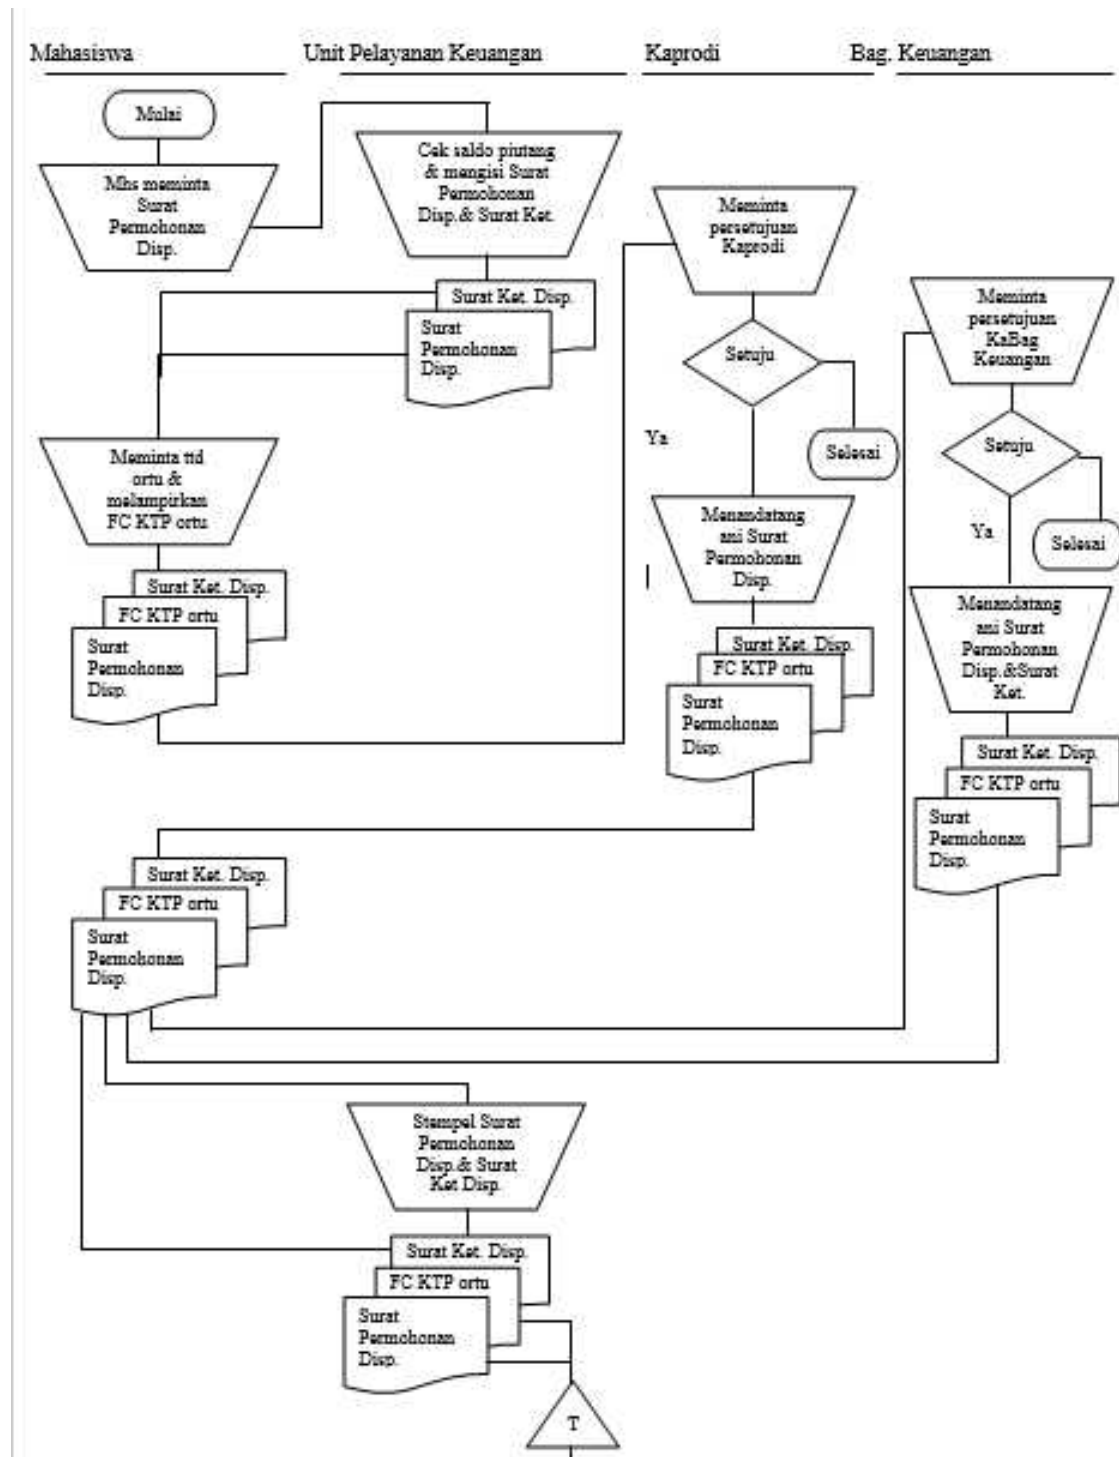 Mahasiswa
Unit Pelayanan Keuangan
Kaprodi
Bag. Keuangan
Mulai
Mhs meminta
Surat
Permohonan
Disp.
Cek saldo piutang
& mengisi Surat
Permohonan
Disp.& Surat Ket.
Surat Ket. Disp.
Surat
Permohonan
Disp.
Meminta ttd
ortu &
melampirkan
FC KTP ortu
Surat Ket. Disp.
FC KTP ortu
Surat
Permohonan
Disp.
Meminta
persetujuan
Kaprodi
Setuju
Ya
Selesai
Menandatang
ani Surat
Permohonan
Disp.
Surat Ket. Disp.
FC KTP ortu
Surat
Permohonan
Disp.
Surat Ket. Disp.
FC KTP ortu
Surat
Permohonan
Disp.
Meminta
persetujuan
KaBag
Keuangan
Setuju
Ya
Selesai
Menandatang
ani Surat
Permohonan
Disp.&Surat
Ket.
Surat Ket. Disp.
FC KTP ortu
Surat
Permohonan
Disp.
Stempel Surat
Permohonan
Disp.& Surat
Ket Disp.
Surat Ket. Disp.
FC KTP ortu
Surat
Permohonan
Disp.
T